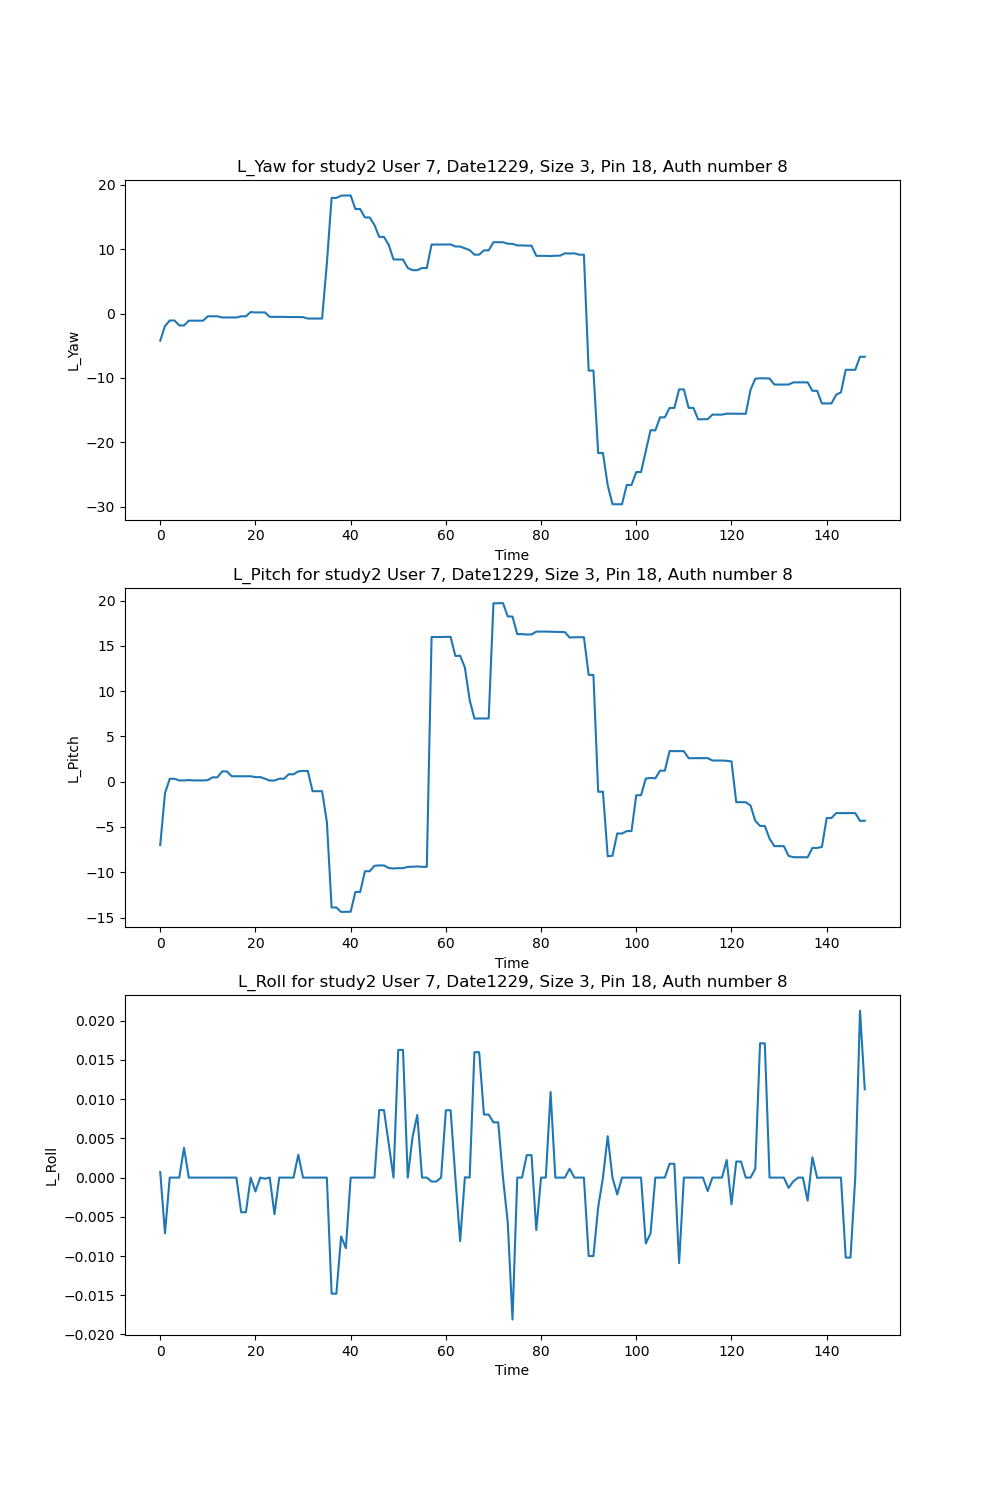 L_Yaw for study2 User 7, Date1229, Size 3, Pin 18, Auth number 8
20
10
0
−10
−20
−30
L_Yaw
0 20 40 60 80 100 120 140
Time
L_Pitch for study2 User 7, Date1229, Size 3, Pin 18, Auth number 8
20
15
10
5
0
−5
−10
−15
L_Pitch
0 20 40 60 80 100 120 140
Time
L_Roll for study2 User 7, Date1229, Size 3, Pin 18, Auth number 8
0.020
0.015
0.010
0.005
0.000
−0.005
−0.010
−0.015
−0.020
L_Roll
0 20 40 60 80 100 120 140
Time